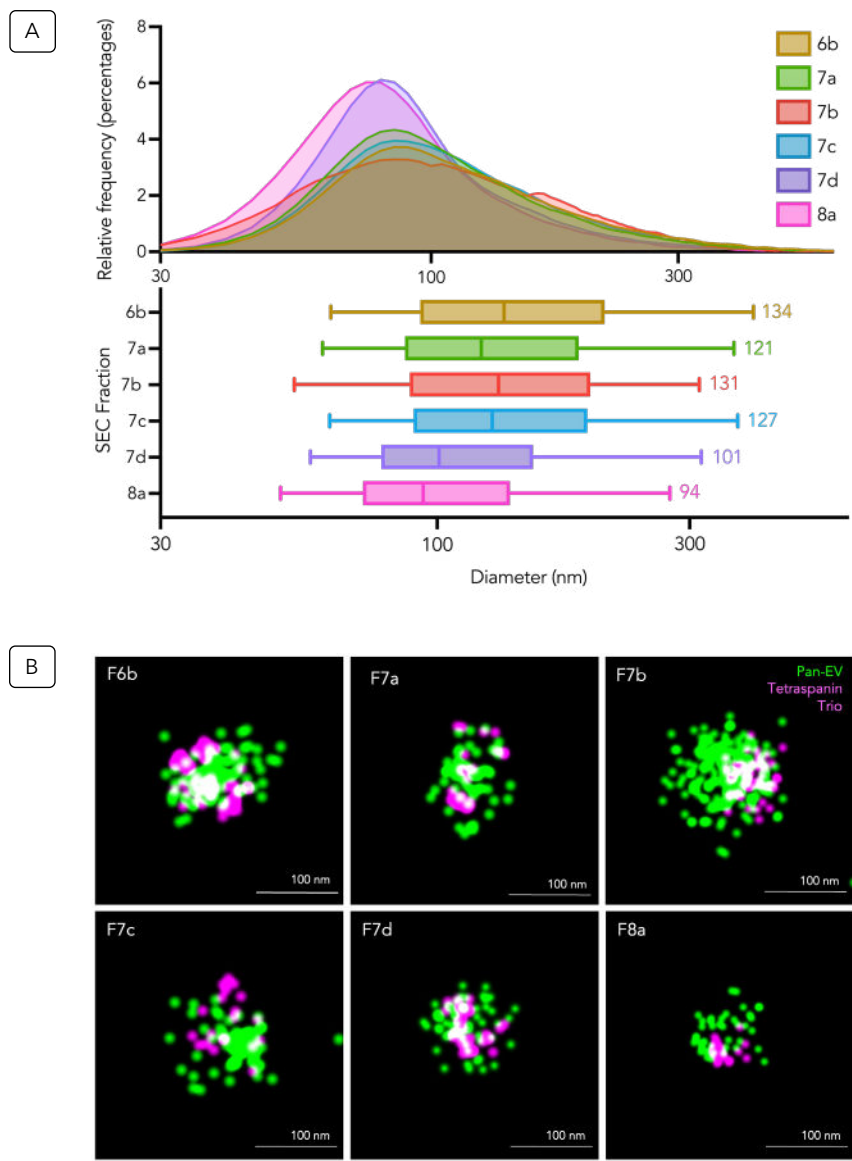 A
Relative frequency (percentages)
8
6
4
2
0
30
100
300
6b
7a
7b
7c
7d
8a
SEC Fraction
6b
7a
7b
7c
7d
8a
134
121
131
127
101
94
30
100
300
Diameter (nm)
B
F6b
100 nm
F7a
100 nm
F7b
Pan-EV
Tetraspanin
Trio
100 nm
F7c
100 nm
F7d
100 nm
F8a
100 nm